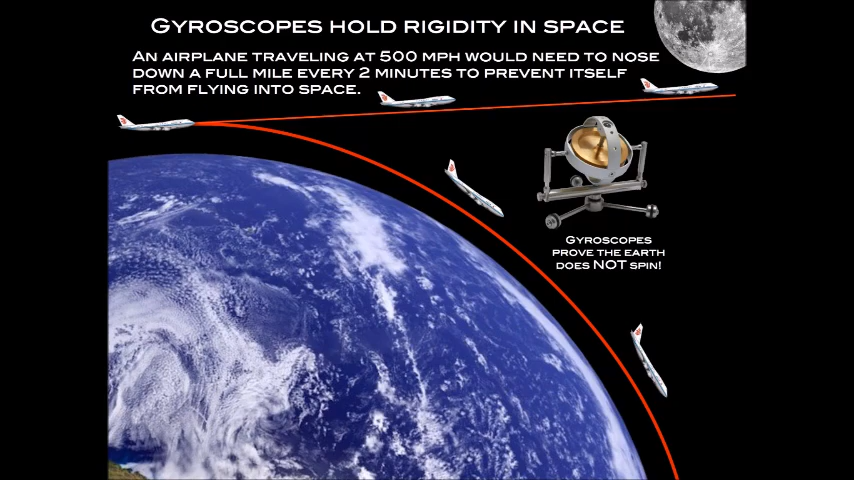 Gyroscopes hold rigidity in space
An airplane traveling at 500 mph would need to nose
down a full mile every 2 minutes to prevent itself
from flying into space.
Gyroscopes
prove the earth
does NOT spin!